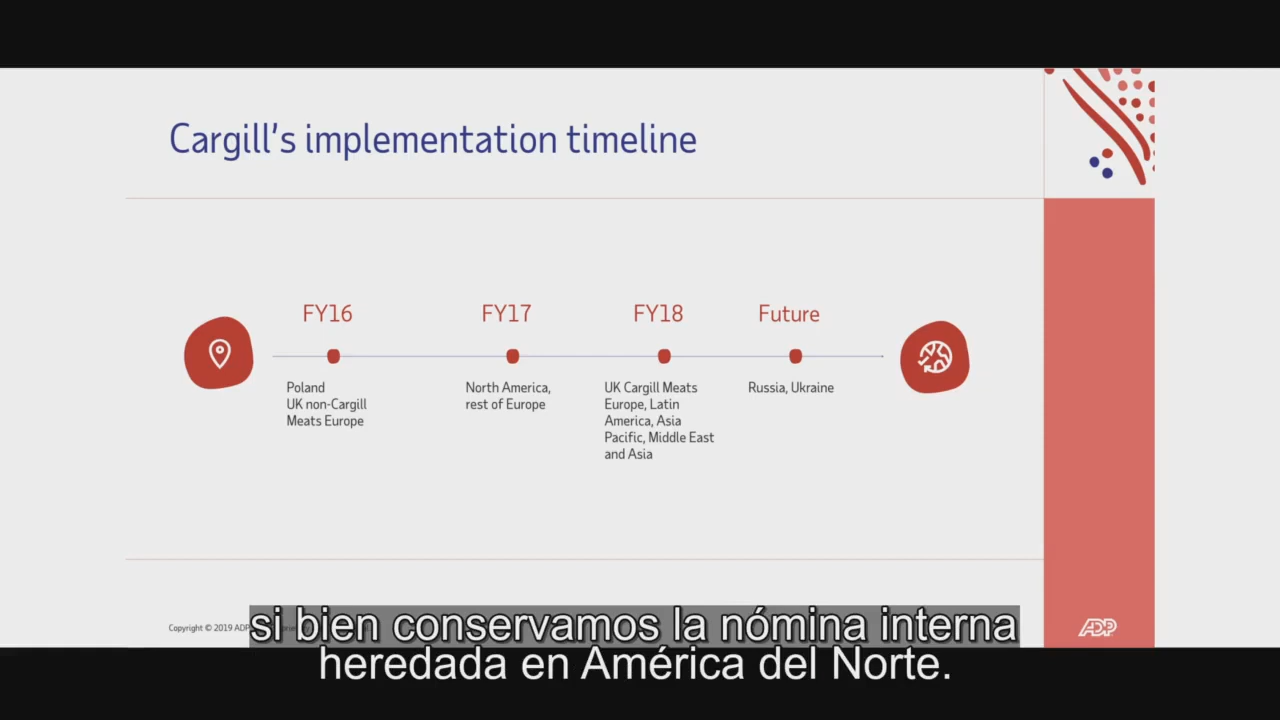 Cargill's implementation timeline
FY16
FY17
FY18
Future
Poland
UK non-Cargill
Meats Europe
North America,
rest of Europe
UK Cargill Meats
Europe, Latin
America, Asia
Pacific, Middle East
and Asia
Russia, Ukraine
Copyright © 2019 ADP
ADP
si bien conservamos la nómina interna
heredada en América del Norte.